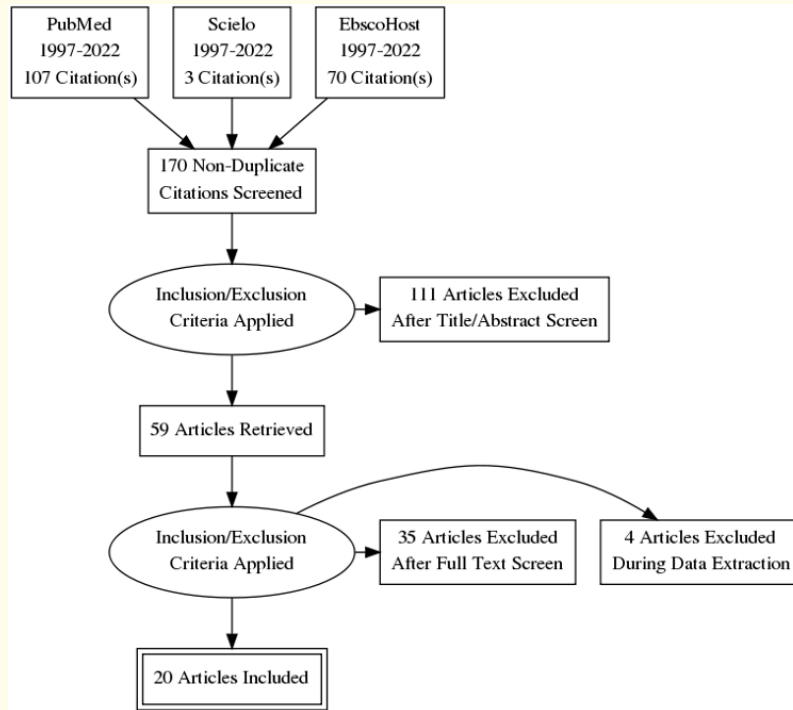 PubMed
1997-2022
107 Citation(s)
Scielo
1997-2022
3 Citation(s)
EbscoHost
1997-2022
70 Citation(s)
170 Non-Duplicate
Citations Screened
Inclusion/Exclusion
Criteria Applied
111 Articles Excluded
After Title/Abstract Screen
59 Articles Retrieved
Inclusion/Exclusion
Criteria Applied
35 Articles Excluded
After Full Text Screen
4 Articles Excluded
During Data Extraction
20 Articles Included